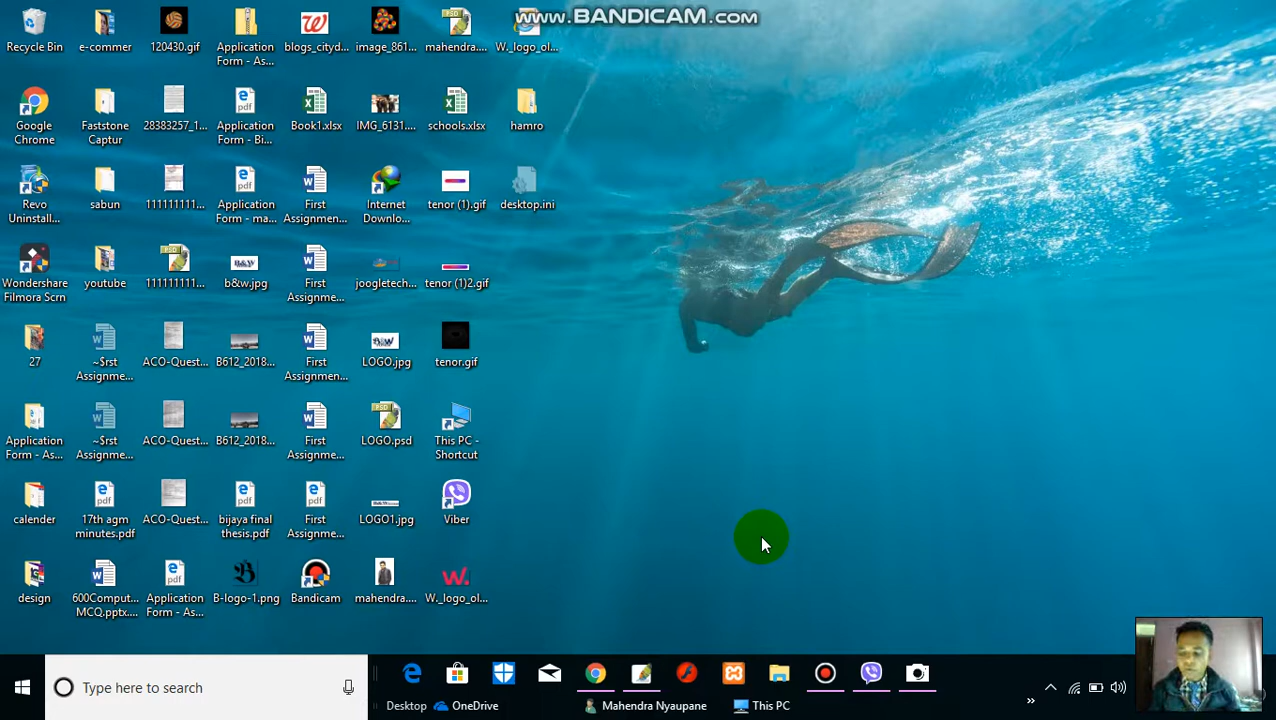 www.BANDICAM.com
Recycle Bin
e-commer
120430.gif
Application
Form - As...
blogs_cityd...
image_861...
mahendra....
W._logo_ol...
Google
Chrome
Faststone
Captur
28383257_1...
Application
Form - Bi...
Book1.xlsx
IMG_6131....
schools.xlsx
hamro
Revo
Uninstall...
sabun
111111111...
Application
Form - ma...
First
Assignmen...
Internet
Downlo...
tenor (1).gif
desktop.ini
Wondershare
Filmora Scrn
youtube
111111111...
b&w.jpg
First
Assignme...
joogletech...
tenor (1)2.gif
27
~$rst
Assignme...
ACO-Quest...
B612_2018...
First
Assignmen...
LOGO.jpg
tenor.gif
Application
Form - As...
~$rst
Assignme...
ACO-Quest...
B612_2018...
First
Assignme...
LOGO.psd
This PC -
Shortcut
calender
17th agm
minutes.pdf
ACO-Quest...
bijaya final
thesis.pdf
First
Assignme...
LOGO1.jpg
Viber
design
600Comput...
MCQ.pptx....
Application
Form - As...
B-logo-1.png
Bandicam
mahendra....
W._logo_ol...
Type here to search
Desktop
OneDrive
Mahendra Nyaupane
This PC
»